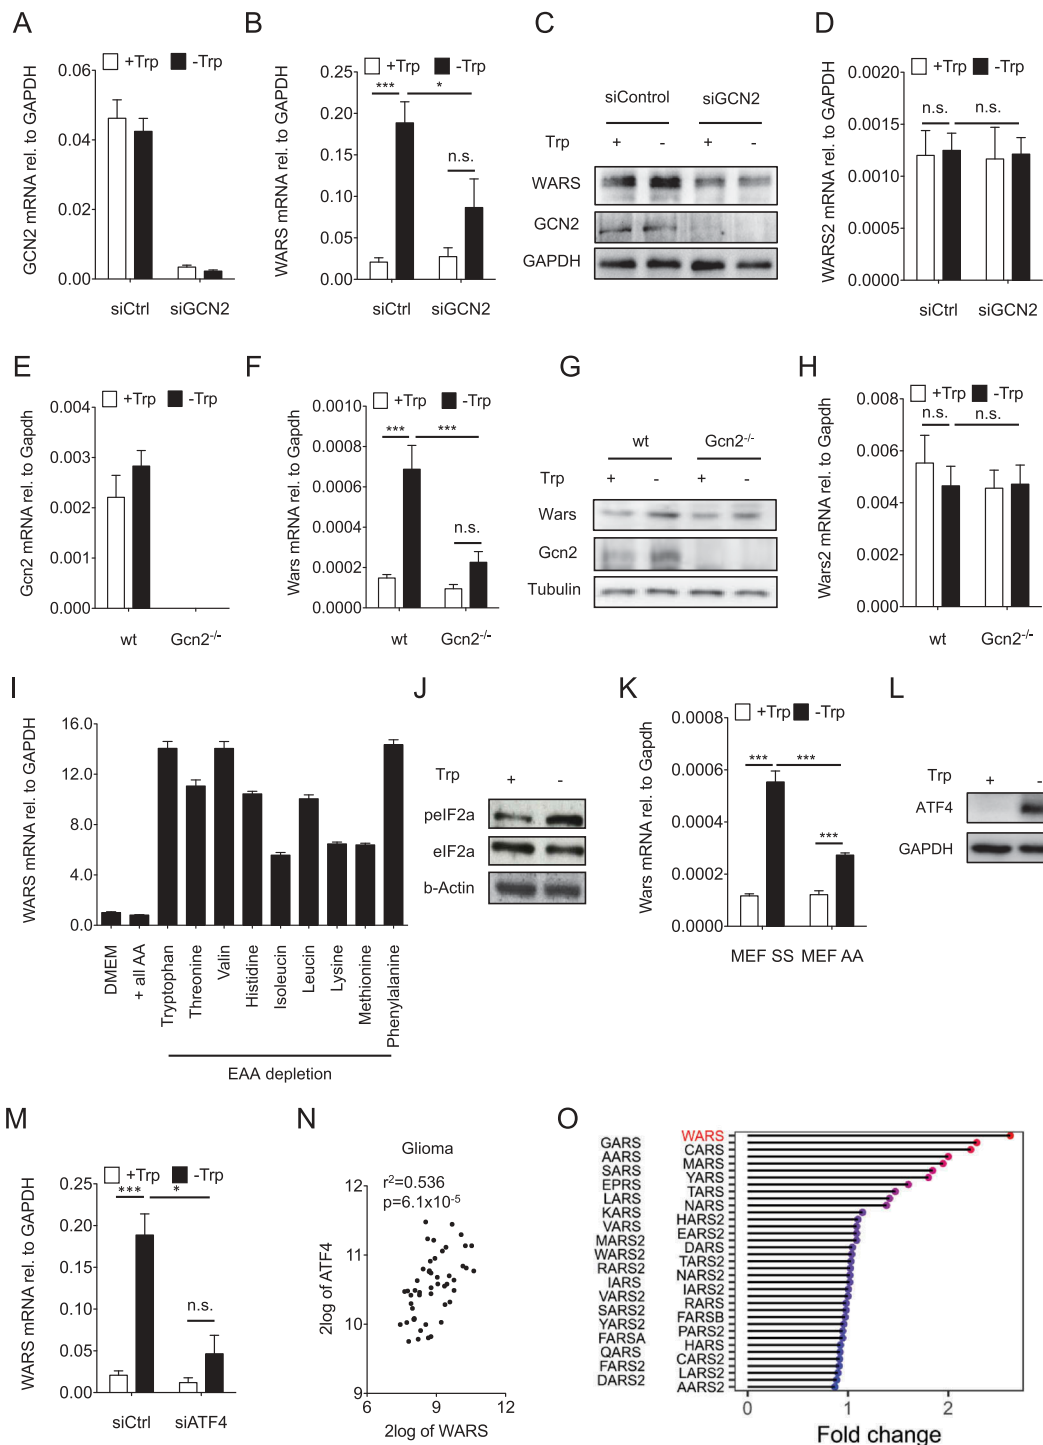 A
+Trp -Trp
GCN2 mRNA rel. to GAPDH
0.06
0.04
0.02
0.00
siCtrl siGCN2
B
+Trp -Trp
WARS mRNA rel. to GAPDH
0.25
0.20
0.15
0.10
0.05
0.00
*** *
n.s.
siCtrl siGCN2
C
siControl siGCN2
Trp + - + -
WARS
GCN2
GAPDH
D
+Trp -Trp
WARS2 mRNA rel. to GAPDH
0.0020
0.0015
0.0010
0.0005
0.0000
n.s. n.s.
siCtrl siGCN2
E
+Trp -Trp
Gcn2 mRNA rel. to Gapdh
0.004
0.003
0.002
0.001
0.000
wt Gcn2-/-
F
+Trp -Trp
Wars mRNA rel. to Gapdh
0.0010
0.0008
0.0006
0.0004
0.0002
0.0000
*** ***
n.s.
wt Gcn2-/-
G
wt Gcn2-/-
Trp + - + -
Wars
Gcn2
Tubulin
H
+Trp -Trp
Wars2 mRNA rel. to Gapdh
0.008
0.006
0.004
0.002
0.000
n.s. n.s.
wt Gcn2-/-
I
WARS mRNA rel. to GAPDH
16.0
12.0
8.0
4.0
0.0
DMEM
+ all AA
Tryptophan
Threonine
Valin
Histidine
Isoleucin
Leucin
Lysine
Methionine
Phenylalanine
EAA depletion
J
Trp + -
peIF2a
eIF2a
b-Actin
K
+Trp -Trp
Wars mRNA rel. to Gapdh
0.0008
0.0006
0.0004
0.0002
0.0000
*** ***
***
MEF SS MEF AA
L
Trp + -
ATF4
GAPDH
M
+Trp -Trp
WARS mRNA rel. to GAPDH
0.25
0.20
0.15
0.10
0.05
0.00
*** *
n.s.
siCtrl siATF4
N
Glioma
r2=0.536
p=6.1x10-5
2log of ATF4
12
11
10
9
6 8 10 12
2log of WARS
O
WARS
GARS
CARS
AARS
MARS
SARS
YARS
EPRS
TARS
LARS
NARS
KARS
HARS2
VARS
EARS2
MARS2
DARS
WARS2
TARS2
RARS2
NARS2
IARS
IARS2
VARS2
RARS
SARS2
FARSB
YARS2
PARS2
FARSA
HARS
QARS
CARS2
FARS2
LARS2
DARS2
AARS2
0 1 2
Fold change